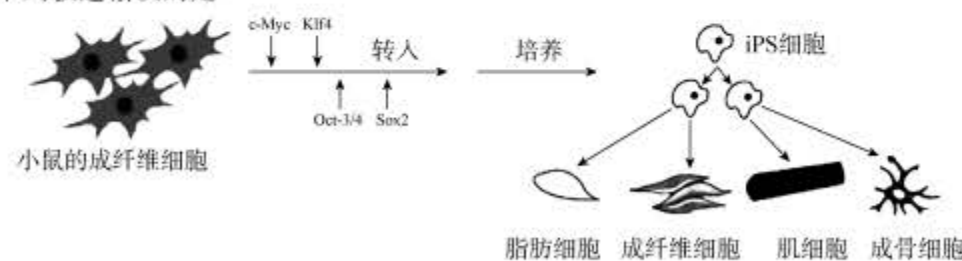 c-Myc Klf4
转入
培养
iPS细胞
Oct-3/4 Sox2
小鼠的成纤维细胞
脂肪细胞 成纤维细胞 肌细胞 成骨细胞